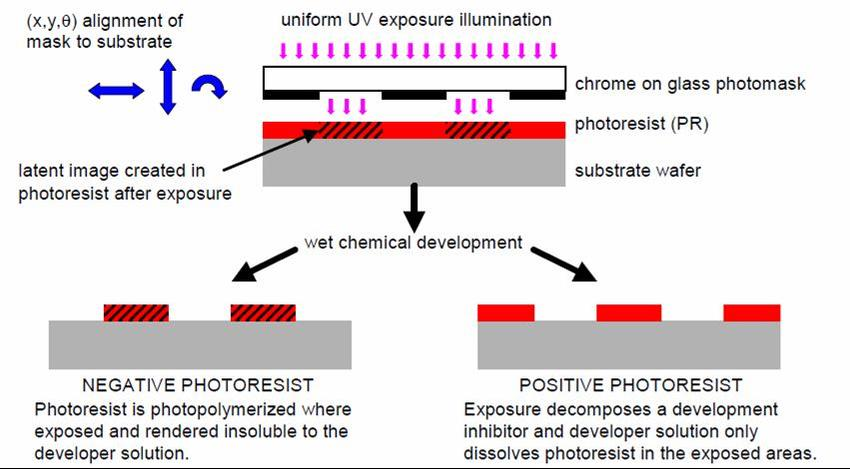 (x,y,θ) alignment of
mask to substrate
uniform UV exposure illumination
chrome on glass photomask
photoresist (PR)
latent image created in
photoresist after exposure
substrate wafer
wet chemical development
NEGATIVE PHOTORESIST
Photoresist is photopolymerized where
exposed and rendered insoluble to the
developer solution.
POSITIVE PHOTORESIST
Exposure decomposes a development
inhibitor and developer solution only
dissolves photoresist in the exposed areas.